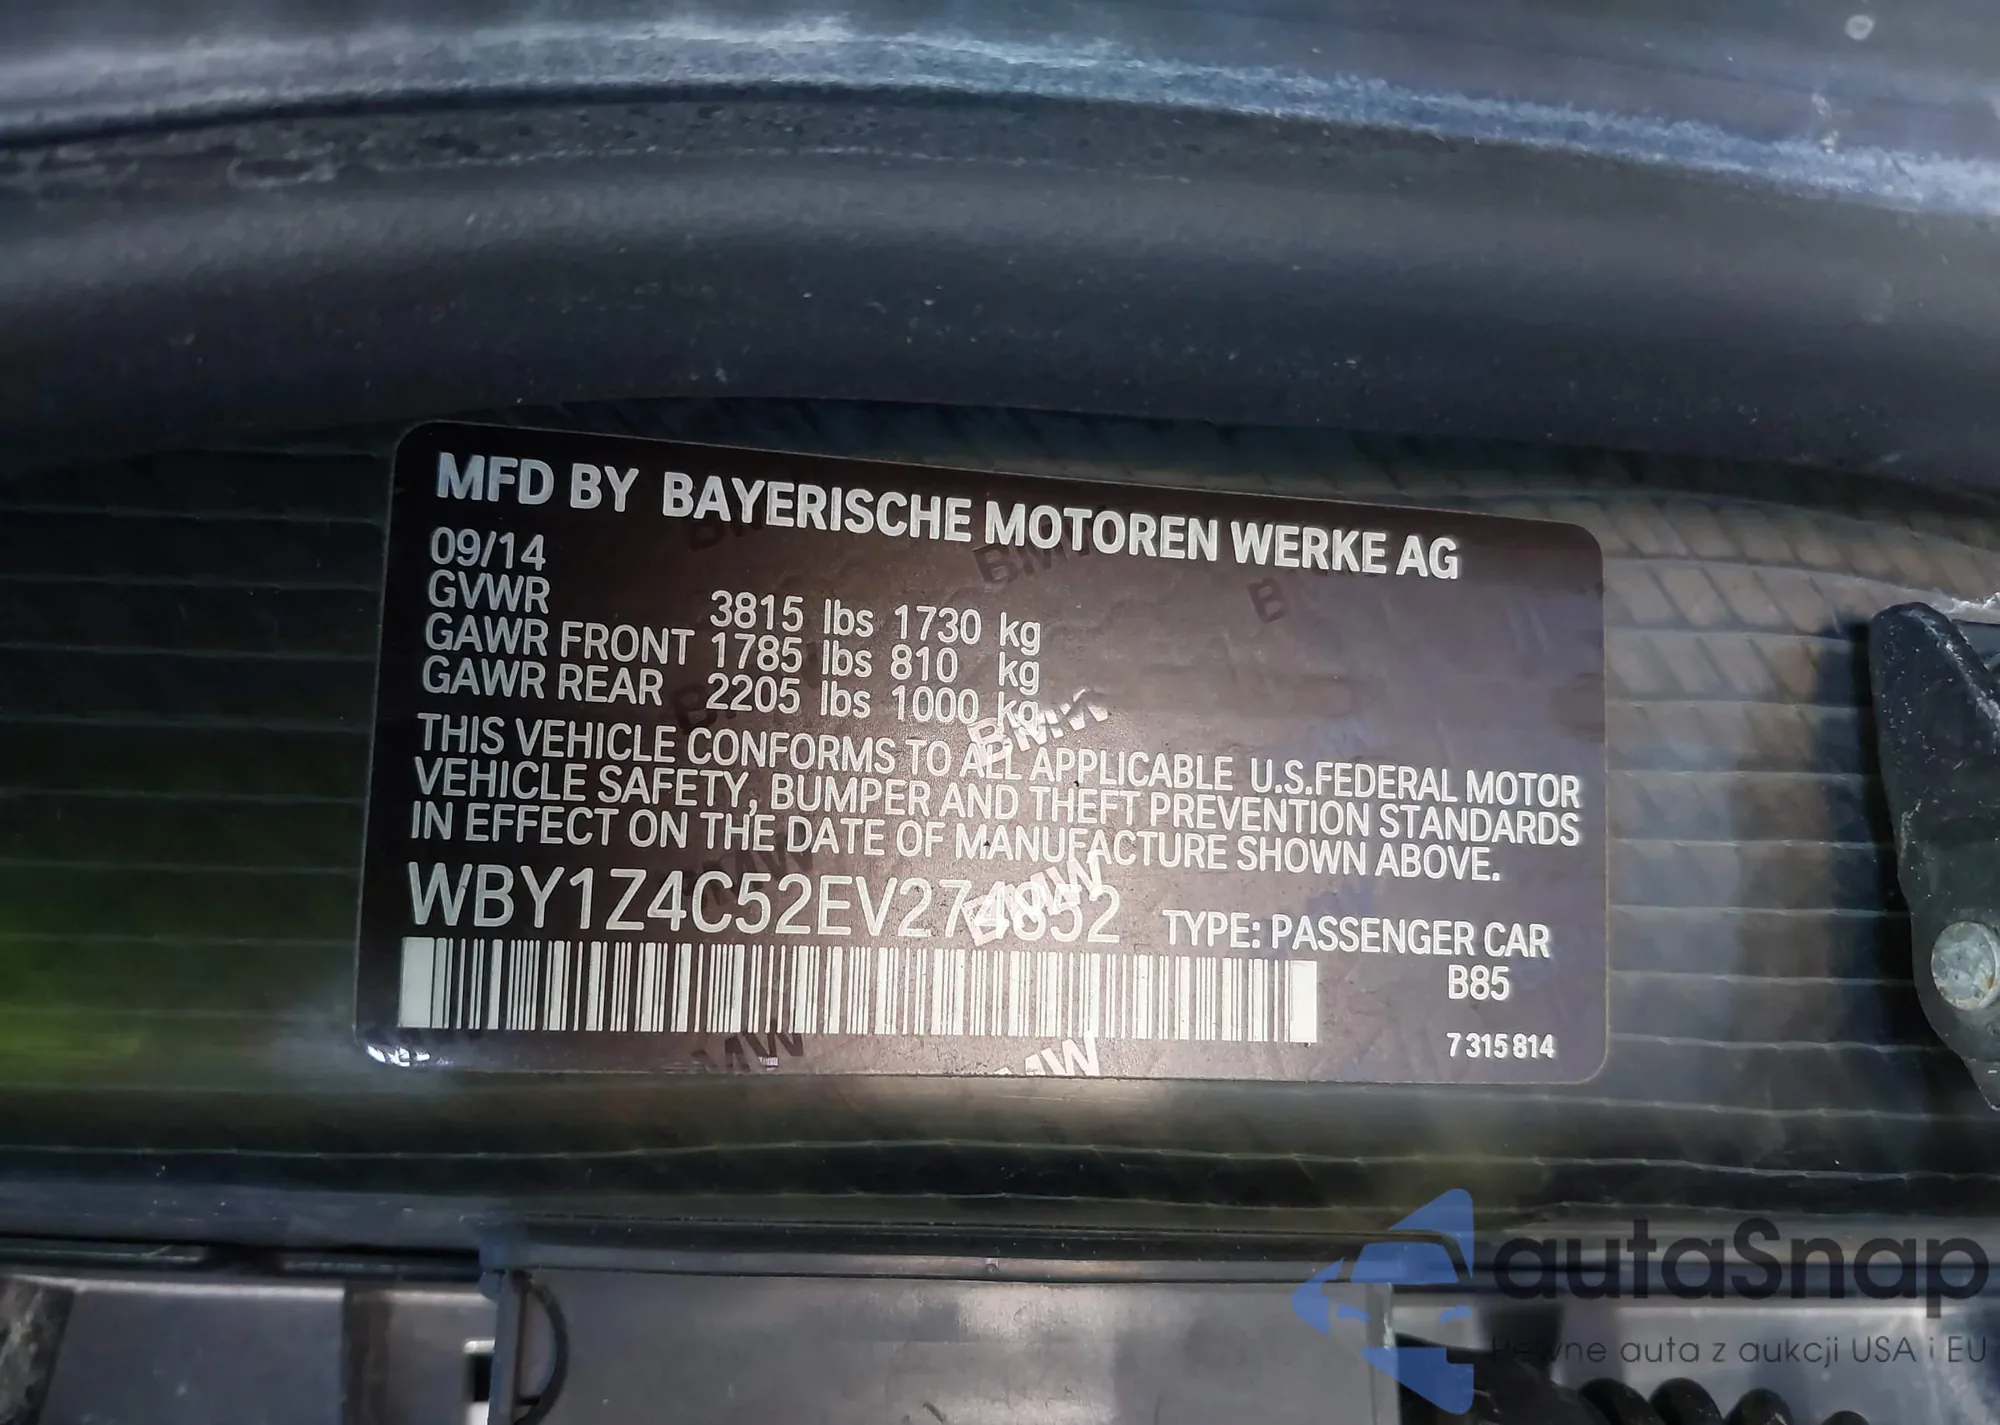 MFD BY BAYERISCHE MOTOREN WERKE AG
09/14
GVWR 3815 lbs 1730 kg
GAWR FRONT 1785 lbs 810 kg
GAWR REAR 2205 lbs 1000 kg
THIS VEHICLE CONFORMS TO ALL APPLICABLE U.S.FEDERAL MOTOR
VEHICLE SAFETY, BUMPER AND THEFT PREVENTION STANDARDS
IN EFFECT ON THE DATE OF MANUFACTURE SHOWN ABOVE.
WBY1Z4C52EV274852 TYPE: PASSENGER CAR
B85
7 315 814
autaSnap
Pewne auta z aukcji USA i EU